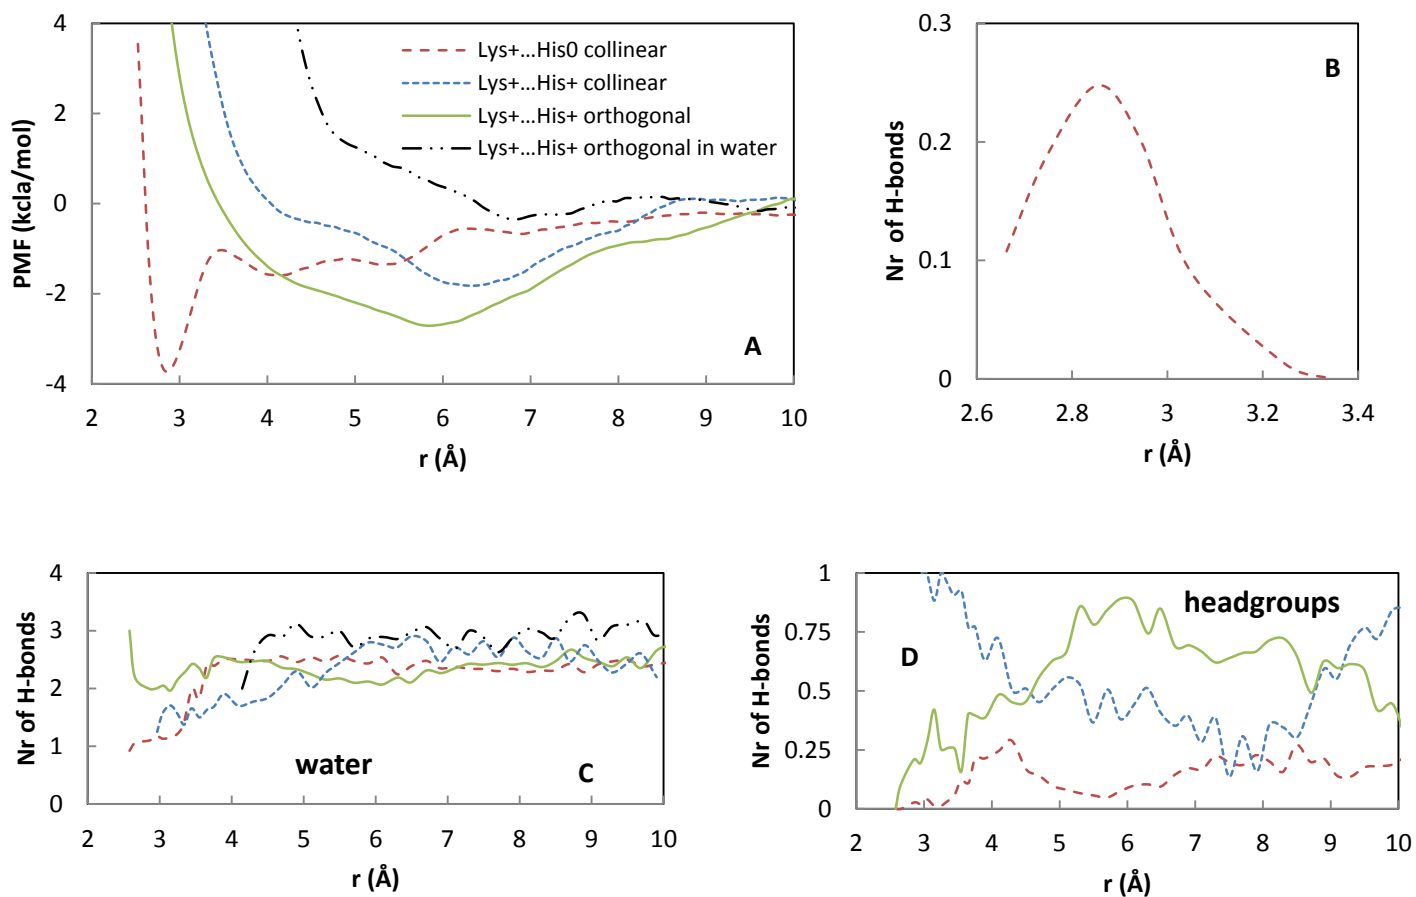 4
2
0
-2
-4
PMF (kcla/mol)
Lys+...His0 collinear
Lys+...His+ collinear
Lys+...His+ orthogonal
Lys+...His+ orthogonal in water
A
2 3 4 5 6 7 8 9 10
r (Å)
0.3
0.2
0.1
0
Nr of H-bonds
B
2.6 2.8 3 3.2 3.4
r (Å)
4
3
2
1
0
Nr of H-bonds
water
C
2 3 4 5 6 7 8 9 10
r (Å)
1
0.75
0.5
0.25
0
Nr of H-bonds
headgroups
D
2 3 4 5 6 7 8 9 10
r (Å)